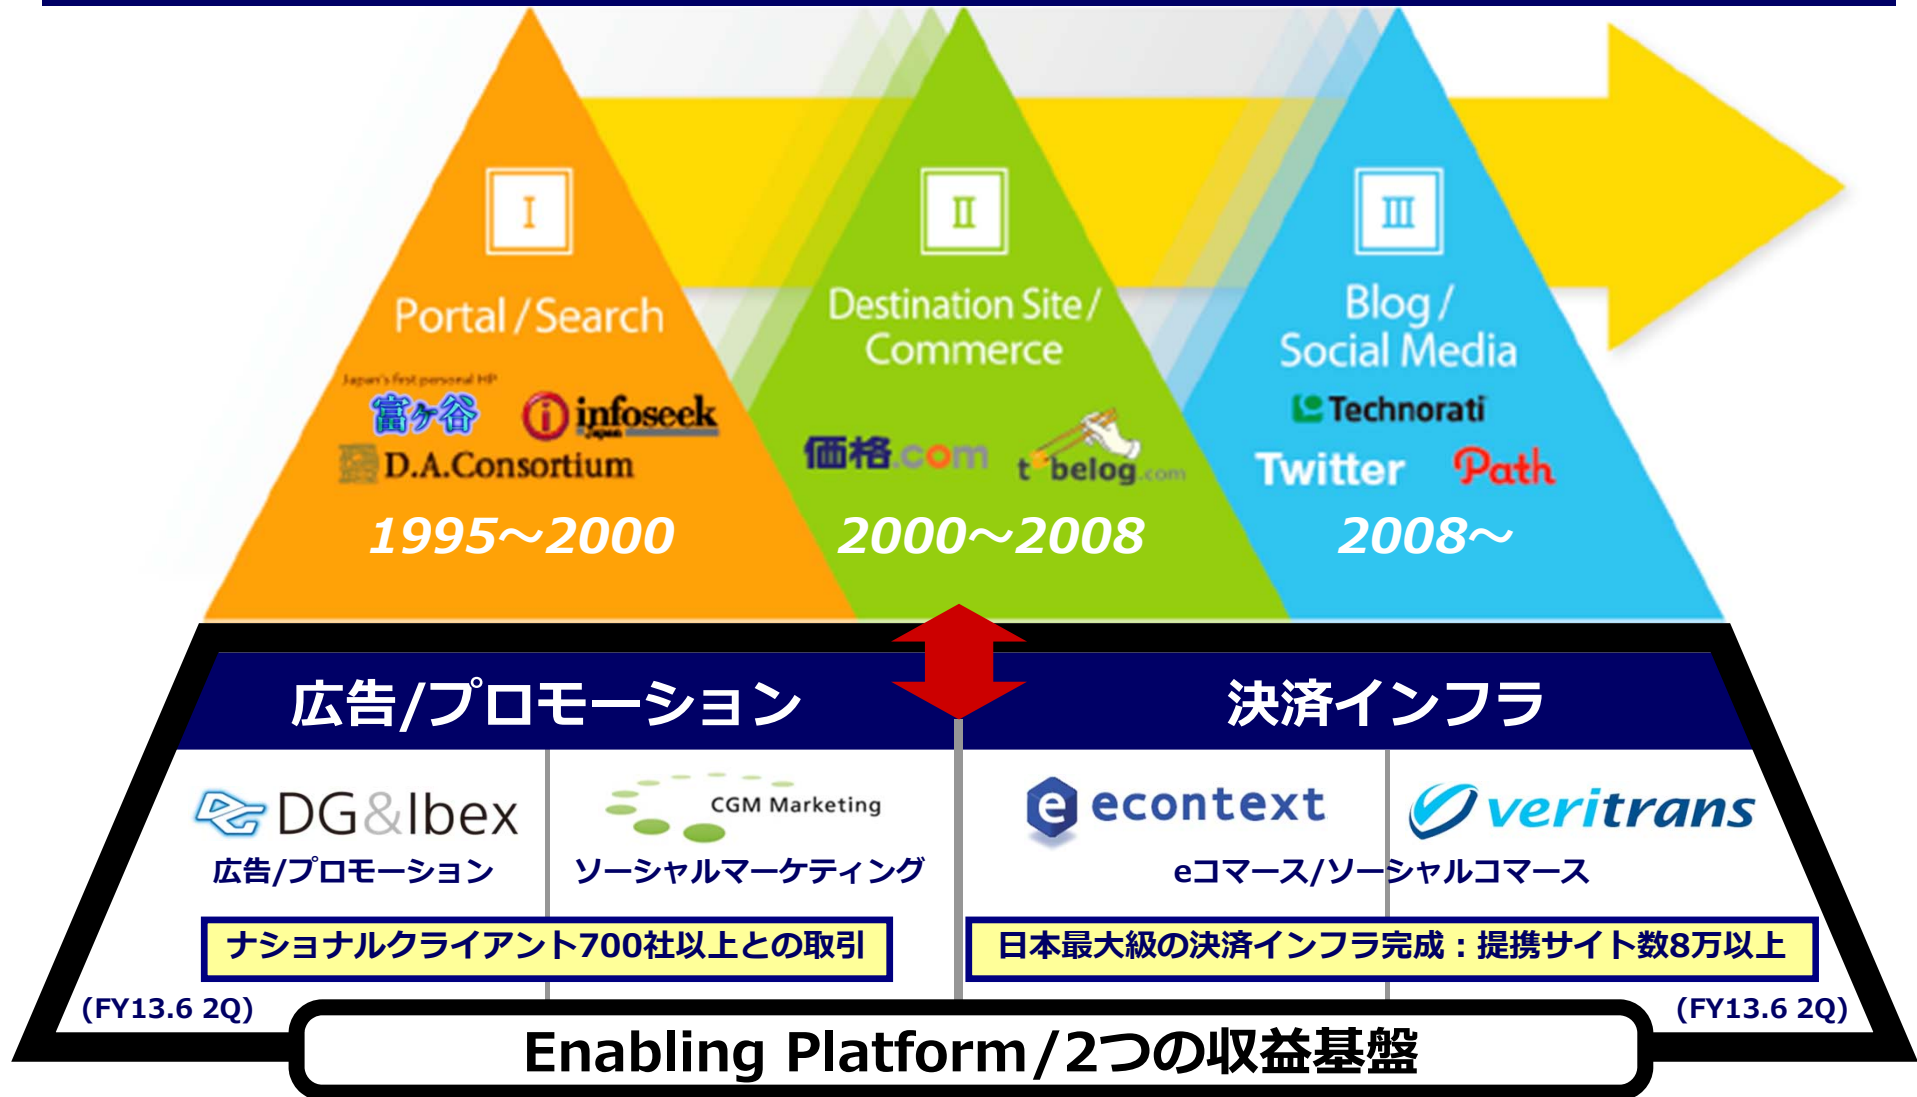 I
Portal / Search
Japan's first personal HP
富ヶ谷
infoseek
Japan
D.A.Consortium
1995～2000
II
Destination Site /
Commerce
価格.com
t belog.com
2000～2008
III
Blog /
Social Media
Technorati
Twitter
Path
2008～
広告/プロモーション
決済インフラ
DG&Ibex
広告/プロモーション
CGM Marketing
ソーシャルマーケティング
e econtext
veritrans
eコマース/ソーシャルコマース
ナショナルクライアント700社以上との取引
日本最大級の決済インフラ完成：提携サイト数8万以上
(FY13.6 2Q)
(FY13.6 2Q)
Enabling Platform/2つの収益基盤